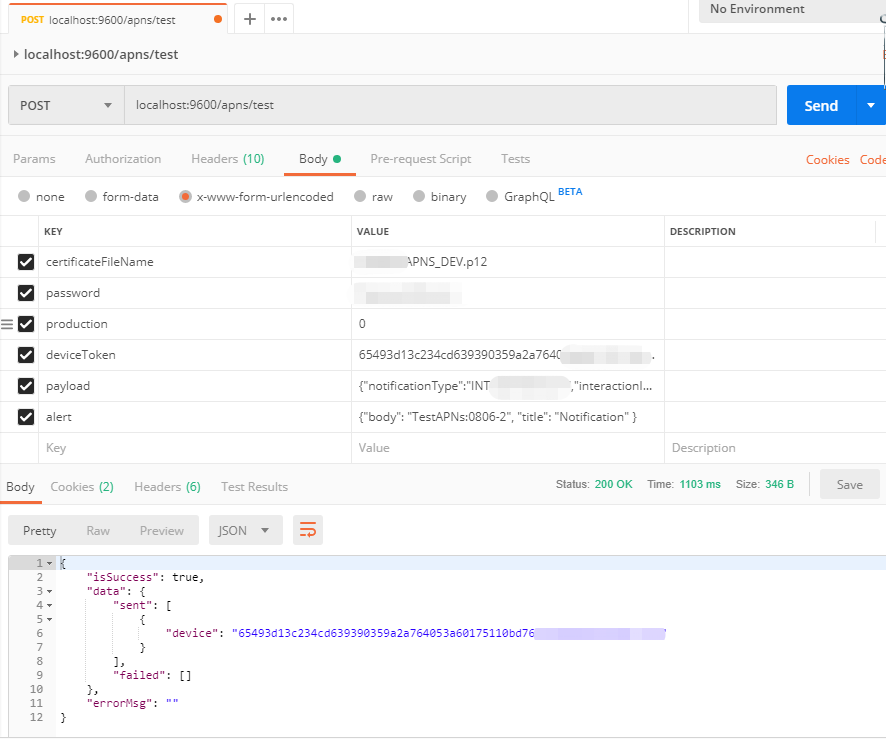 POST localhost:9600/apns/test
No Environment
localhost:9600/apns/test
POST localhost:9600/apns/test Send
Params Authorization Headers (10) Body Pre-request Script Tests Cookies Code
none form-data x-www-form-urlencoded raw binary GraphQL BETA
KEY VALUE DESCRIPTION
certificateFileName APNS_DEV.p12
password
production 0
deviceToken 65493d13c234cd639390359a2a7640
payload {"notificationType":"INT ,"interactionI...
alert {"body": "TestAPNs:0806-2", "title": "Notification" }
Key Value Description
Body Cookies (2) Headers (6) Test Results Status: 200 OK Time: 1103 ms Size: 346 B Save
Pretty Raw Preview JSON
1 {
2 "isSuccess": true,
3 "data": {
4 "sent": [
5 {
6 "device": "65493d13c234cd639390359a2a764053a60175110bd76
7 }
8 ],
9 "failed": []
10 },
11 "errorMsg": ""
12 }